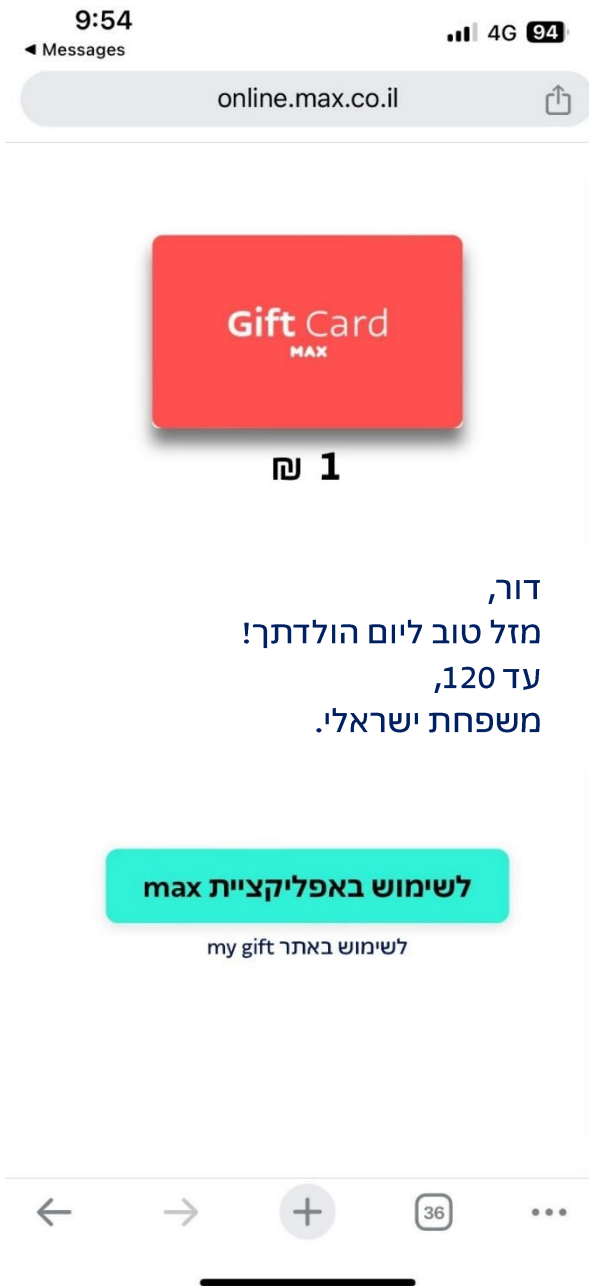 9:54
4G 94
◀ Messages
online.max.co.il
Gift Card
MAX
1 ₪
דור,
מזל טוב ליום הולדתך!
עד 120,
משפחת ישראלי.
לשימוש באפליקציית max
לשימוש באתר my gift
36